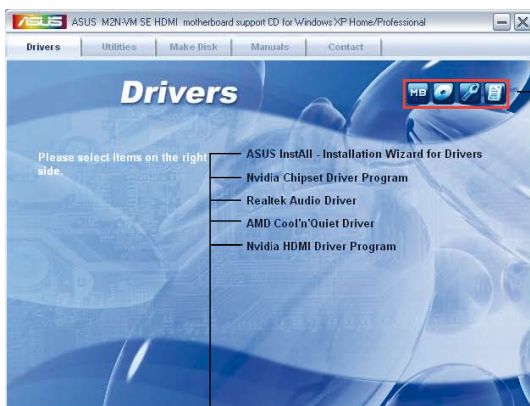 ASUS ASUS M2N-VM SE HDMI motherboard support CD for Windows XP Home/Professional
Drivers Utilities Make Disk Manuals Contact
Drivers
MB
Please select items on the right
side.
ASUS InstAll - Installation Wizard for Drivers
Nvidia Chipset Driver Program
Realtek Audio Driver
AMD Cool'n'Quiet Driver
Nvidia HDMI Driver Program